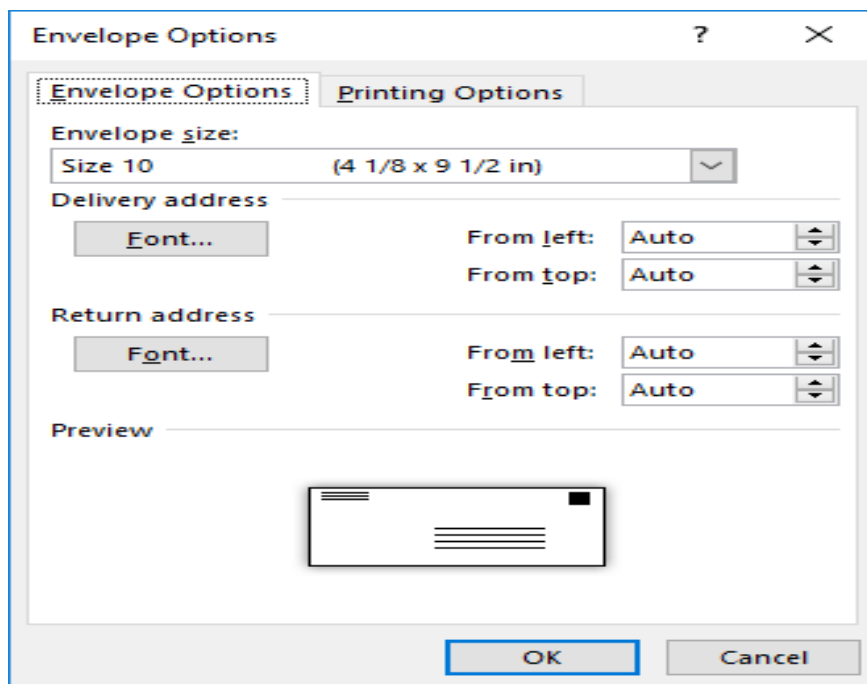 Envelope Options ?
Envelope Options Printing Options
Envelope size:
Size 10 (4 1/8 x 9 1/2 in)
Delivery address
Font... From left: Auto
From top: Auto
Return address
Font... From left: Auto
From top: Auto
Preview
OK Cancel